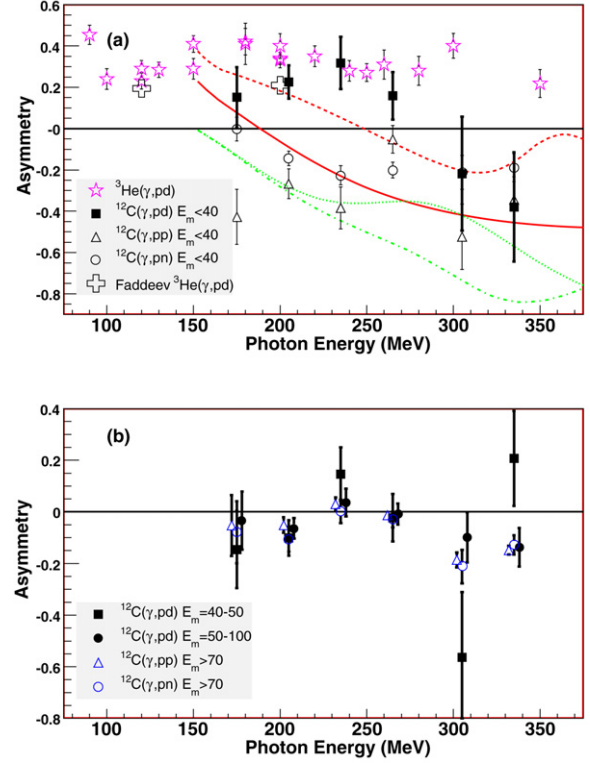 0.6
(a)
0.4
0.2
-0
-0.2
-0.4
-0.6
-0.8
Asymmetry
³He(γ,pd)
¹²C(γ,pd) Eₘ<40
¹²C(γ,pp) Eₘ<40
¹²C(γ,pn) Eₘ<40
Faddeev ³He(γ,pd)
100 150 200 250 300 350
Photon Energy (MeV)
0.4
(b)
0.2
0
-0.2
-0.4
-0.6
-0.8
Asymmetry
¹²C(γ,pd) Eₘ=40-50
¹²C(γ,pd) Eₘ=50-100
¹²C(γ,pp) Eₘ>70
¹²C(γ,pn) Eₘ>70
100 150 200 250 300 350
Photon Energy (MeV)